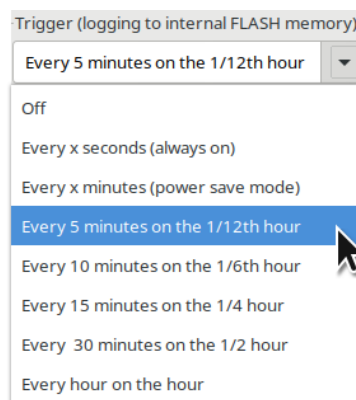 Trigger (logging to internal FLASH memory)
Every 5 minutes on the 1/12th hour
Off
Every x seconds (always on)
Every x minutes (power save mode)
Every 5 minutes on the 1/12th hour
Every 10 minutes on the 1/6th hour
Every 15 minutes on the 1/4 hour
Every  30 minutes on the 1/2 hour
Every hour on the hour